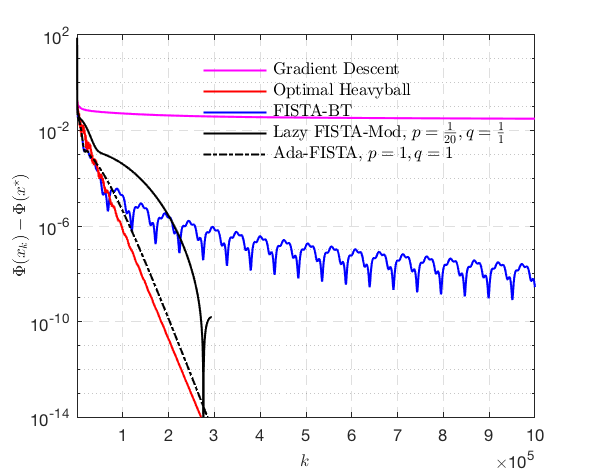 10^2
Gradient Descent
Optimal Heavyball
FISTA-BT
Lazy FISTA-Mod, p = 1/20, q = 1/1
Ada-FISTA, p = 1, q = 1
10^-2
10^-6
10^-10
10^-14
Φ(x_k) − Φ(x*)
1 2 3 4 5 6 7 8 9 10
k
×10^5